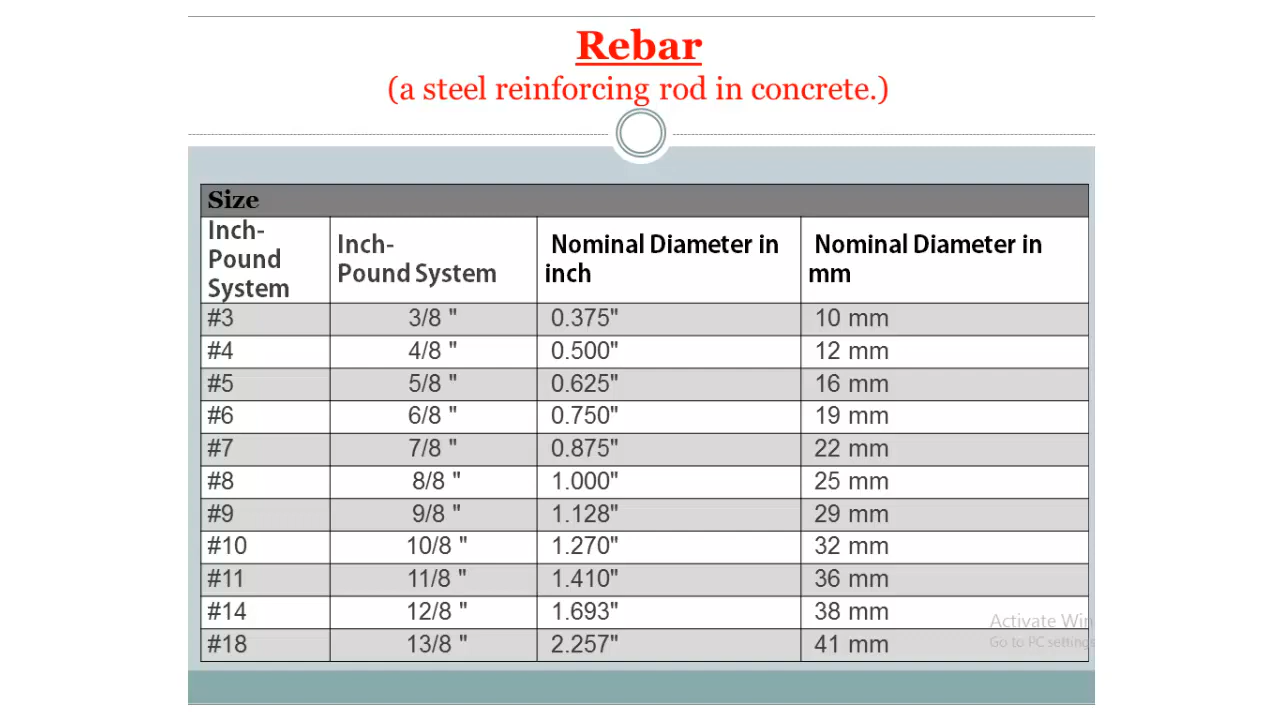 Rebar
(a steel reinforcing rod in concrete.)
Size
Inch-
Pound
System
Inch-
Pound System
Nominal Diameter in
inch
Nominal Diameter in
mm
#3 3/8 " 0.375" 10 mm
#4 4/8 " 0.500" 12 mm
#5 5/8 " 0.625" 16 mm
#6 6/8 " 0.750" 19 mm
#7 7/8 " 0.875" 22 mm
#8 8/8 " 1.000" 25 mm
#9 9/8 " 1.128" 29 mm
#10 10/8 " 1.270" 32 mm
#11 11/8 " 1.410" 36 mm
#14 12/8 " 1.693" 38 mm
#18 13/8 " 2.257" 41 mm
Activate Win
Go to PC settings